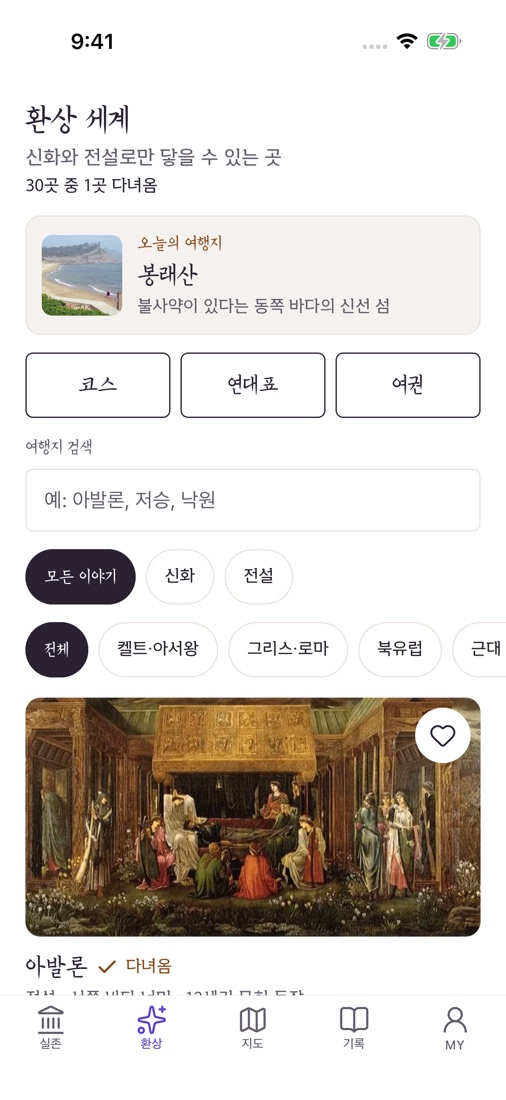 9:41
환상 세계
신화와 전설로만 닿을 수 있는 곳
30곳 중 1곳 다녀옴
오늘의 여행지
봉래산
불사약이 있다는 동쪽 바다의 신선 섬
코스
연대표
여권
여행지 검색
예: 아발론, 저승, 낙원
모든 이야기
신화
전설
전체
켈트·아서왕
그리스·로마
북유럽
근대
아발론
다녀옴
실존
환상
지도
기록
MY